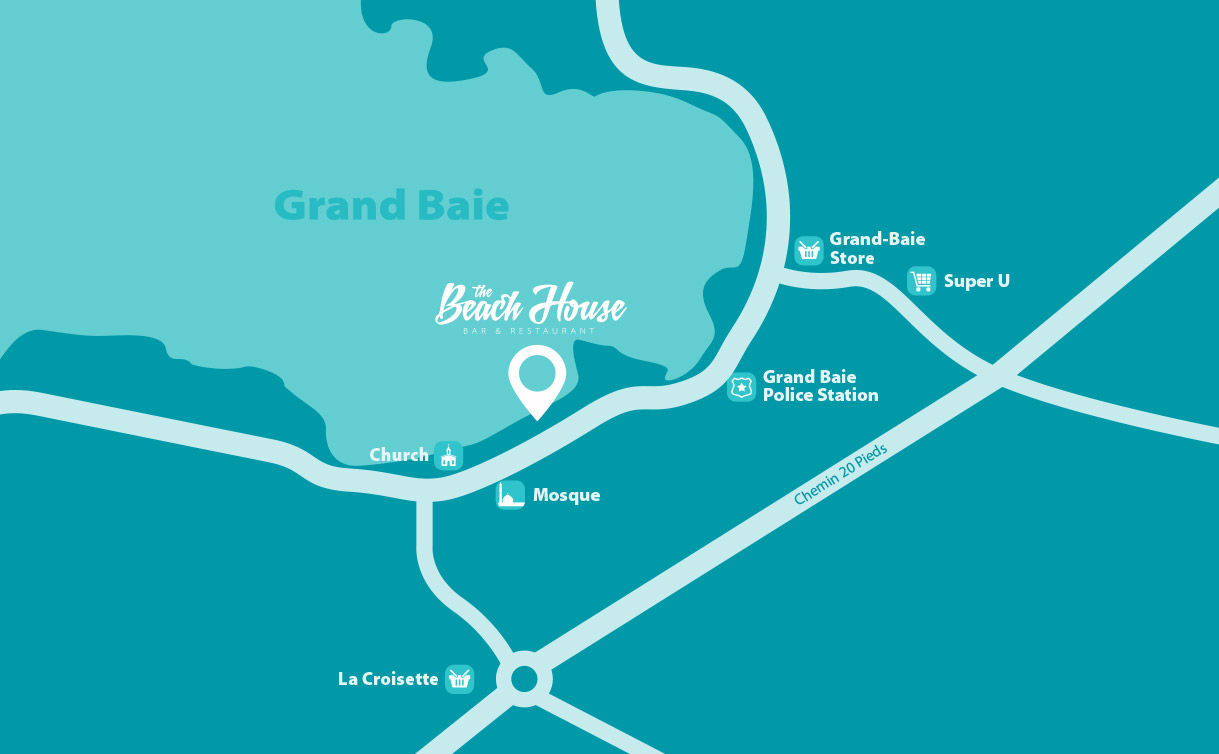 Grand Baie
Grand-Baie
Store
Super U
the
Beach House
BAR & RESTAURANT
Grand Baie
Police Station
Church
Mosque
Chemin 20 Pieds
La Croisette